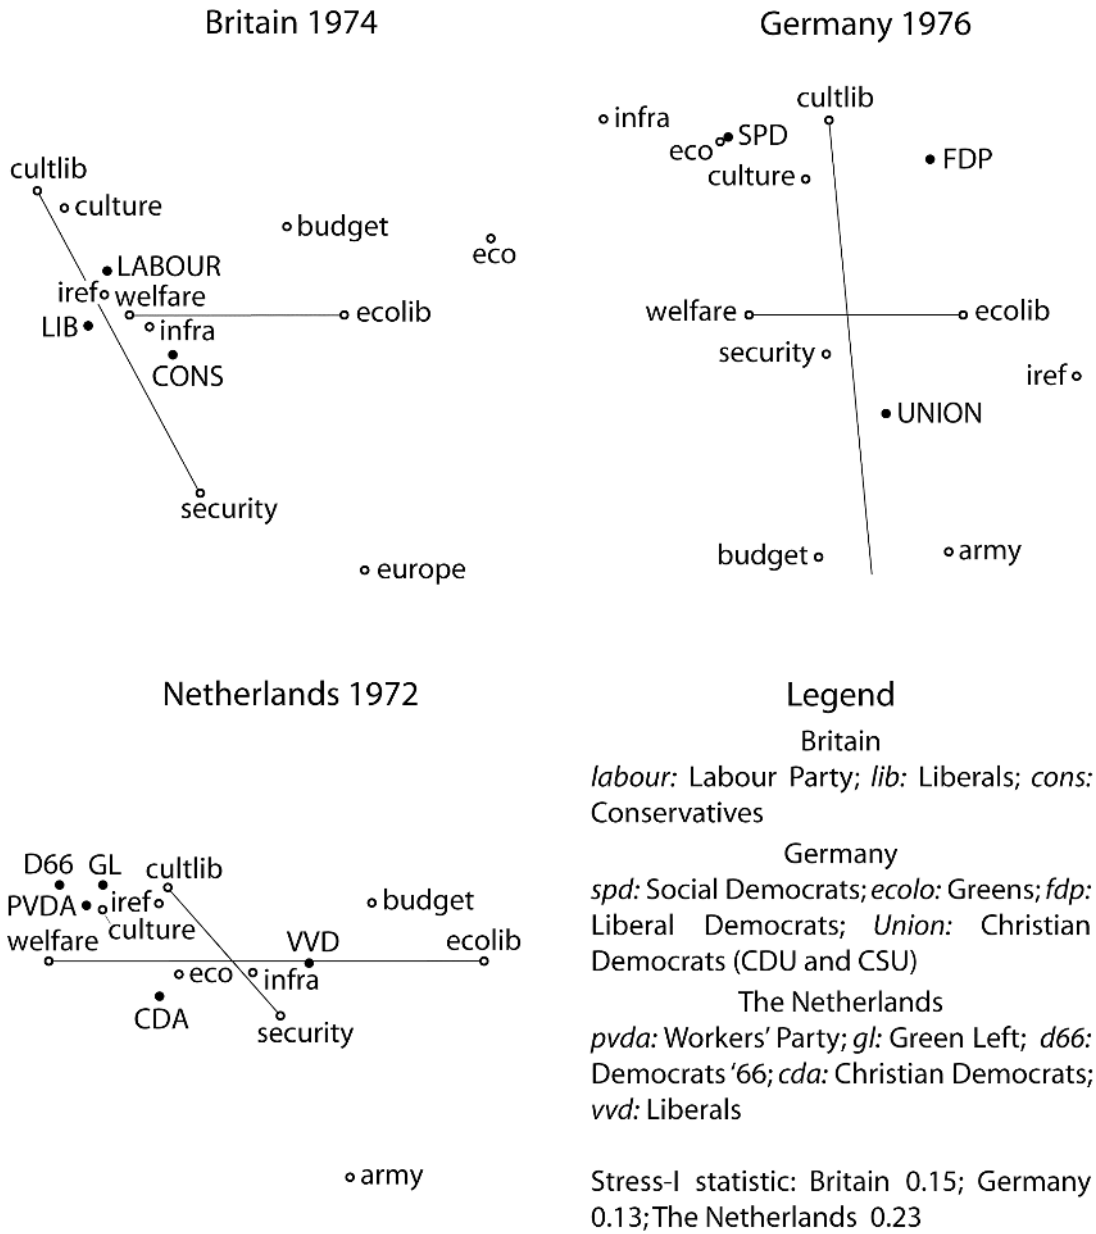 Britain 1974
cultlib
culture
budget
eco
LABOUR
iref
welfare
ecolib
LIB
infra
CONS
security
europe
Germany 1976
cultlib
infra
SPD
eco
FDP
culture
welfare
ecolib
security
iref
UNION
budget
army
Netherlands 1972
D66
GL
cultlib
PVDA
iref
budget
culture
welfare
VVD
ecolib
eco
infra
CDA
security
army
Legend
Britain
labour: Labour Party; lib: Liberals; cons:
Conservatives
Germany
spd: Social Democrats; ecolo: Greens; fdp:
Liberal Democrats; Union: Christian
Democrats (CDU and CSU)
The Netherlands
pvda: Workers’ Party; gl: Green Left; d66:
Democrats ‘66; cda: Christian Democrats;
vvd: Liberals
Stress-I statistic: Britain 0.15; Germany
0.13; The Netherlands 0.23